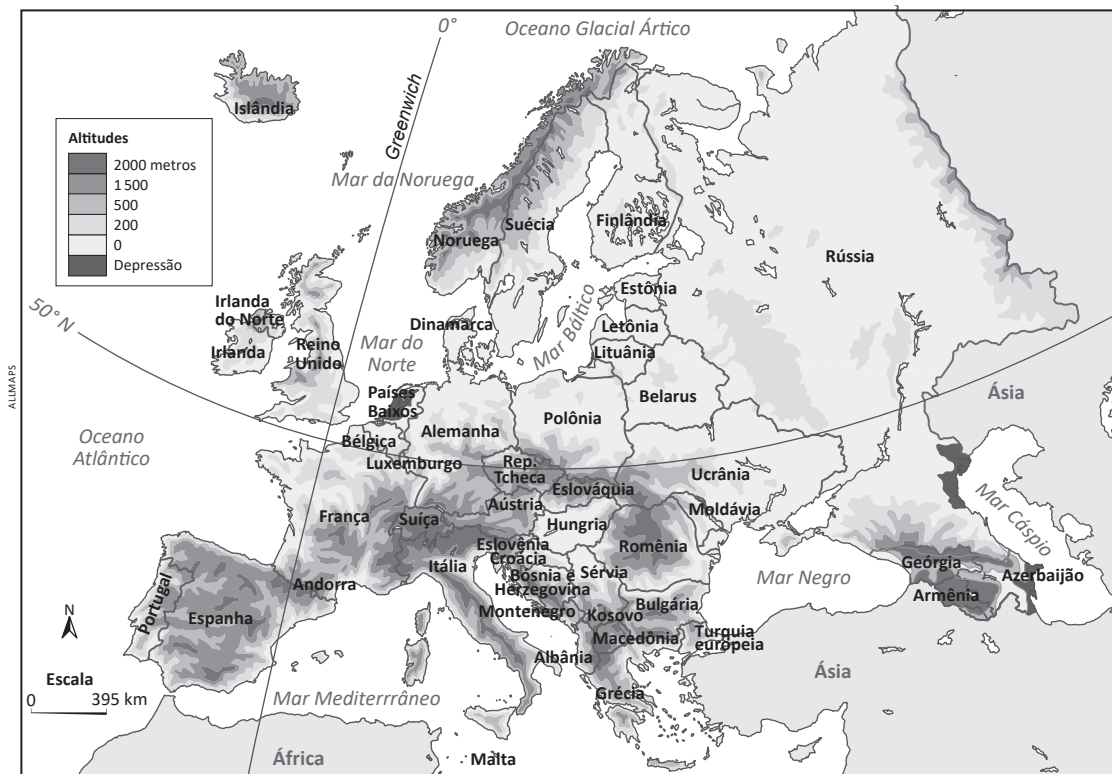 Oceano Glacial Ártico
0°
Greenwich
Islândia
Altitudes
2000 metros
1 500
500
200
0
Depressão
Mar da Noruega
Noruega
Suécia
Finlândia
Rússia
Estônia
Letônia
Lituânia
Mar Báltico
Dinamarca
Mar do
Norte
Irlanda
do Norte
Irlanda
Reino
Unido
50° N
ALLMAPS
Países
Baixos
Belarus
Polônia
Alemanha
Bélgica
Luxemburgo
Rep.
Tcheca
Ucrânia
Eslováquia
Oceano
Atlântico
Ásia
Mar Cáspio
Moldávia
Áustria
Suíça
França
Hungria
Romênia
Eslovênia
Croácia
Itália
Bósnia e
Herzegovina
Sérvia
Mar Negro
Geórgia
Azerbaijão
Armênia
Andorra
Portugal
Espanha
Montenegro
Kosovo
Bulgária
Macedônia
Turquia
europeia
Albânia
Grécia
Ásia
N
Escala
0 395 km
Mar Mediterrrâneo
África
Malta